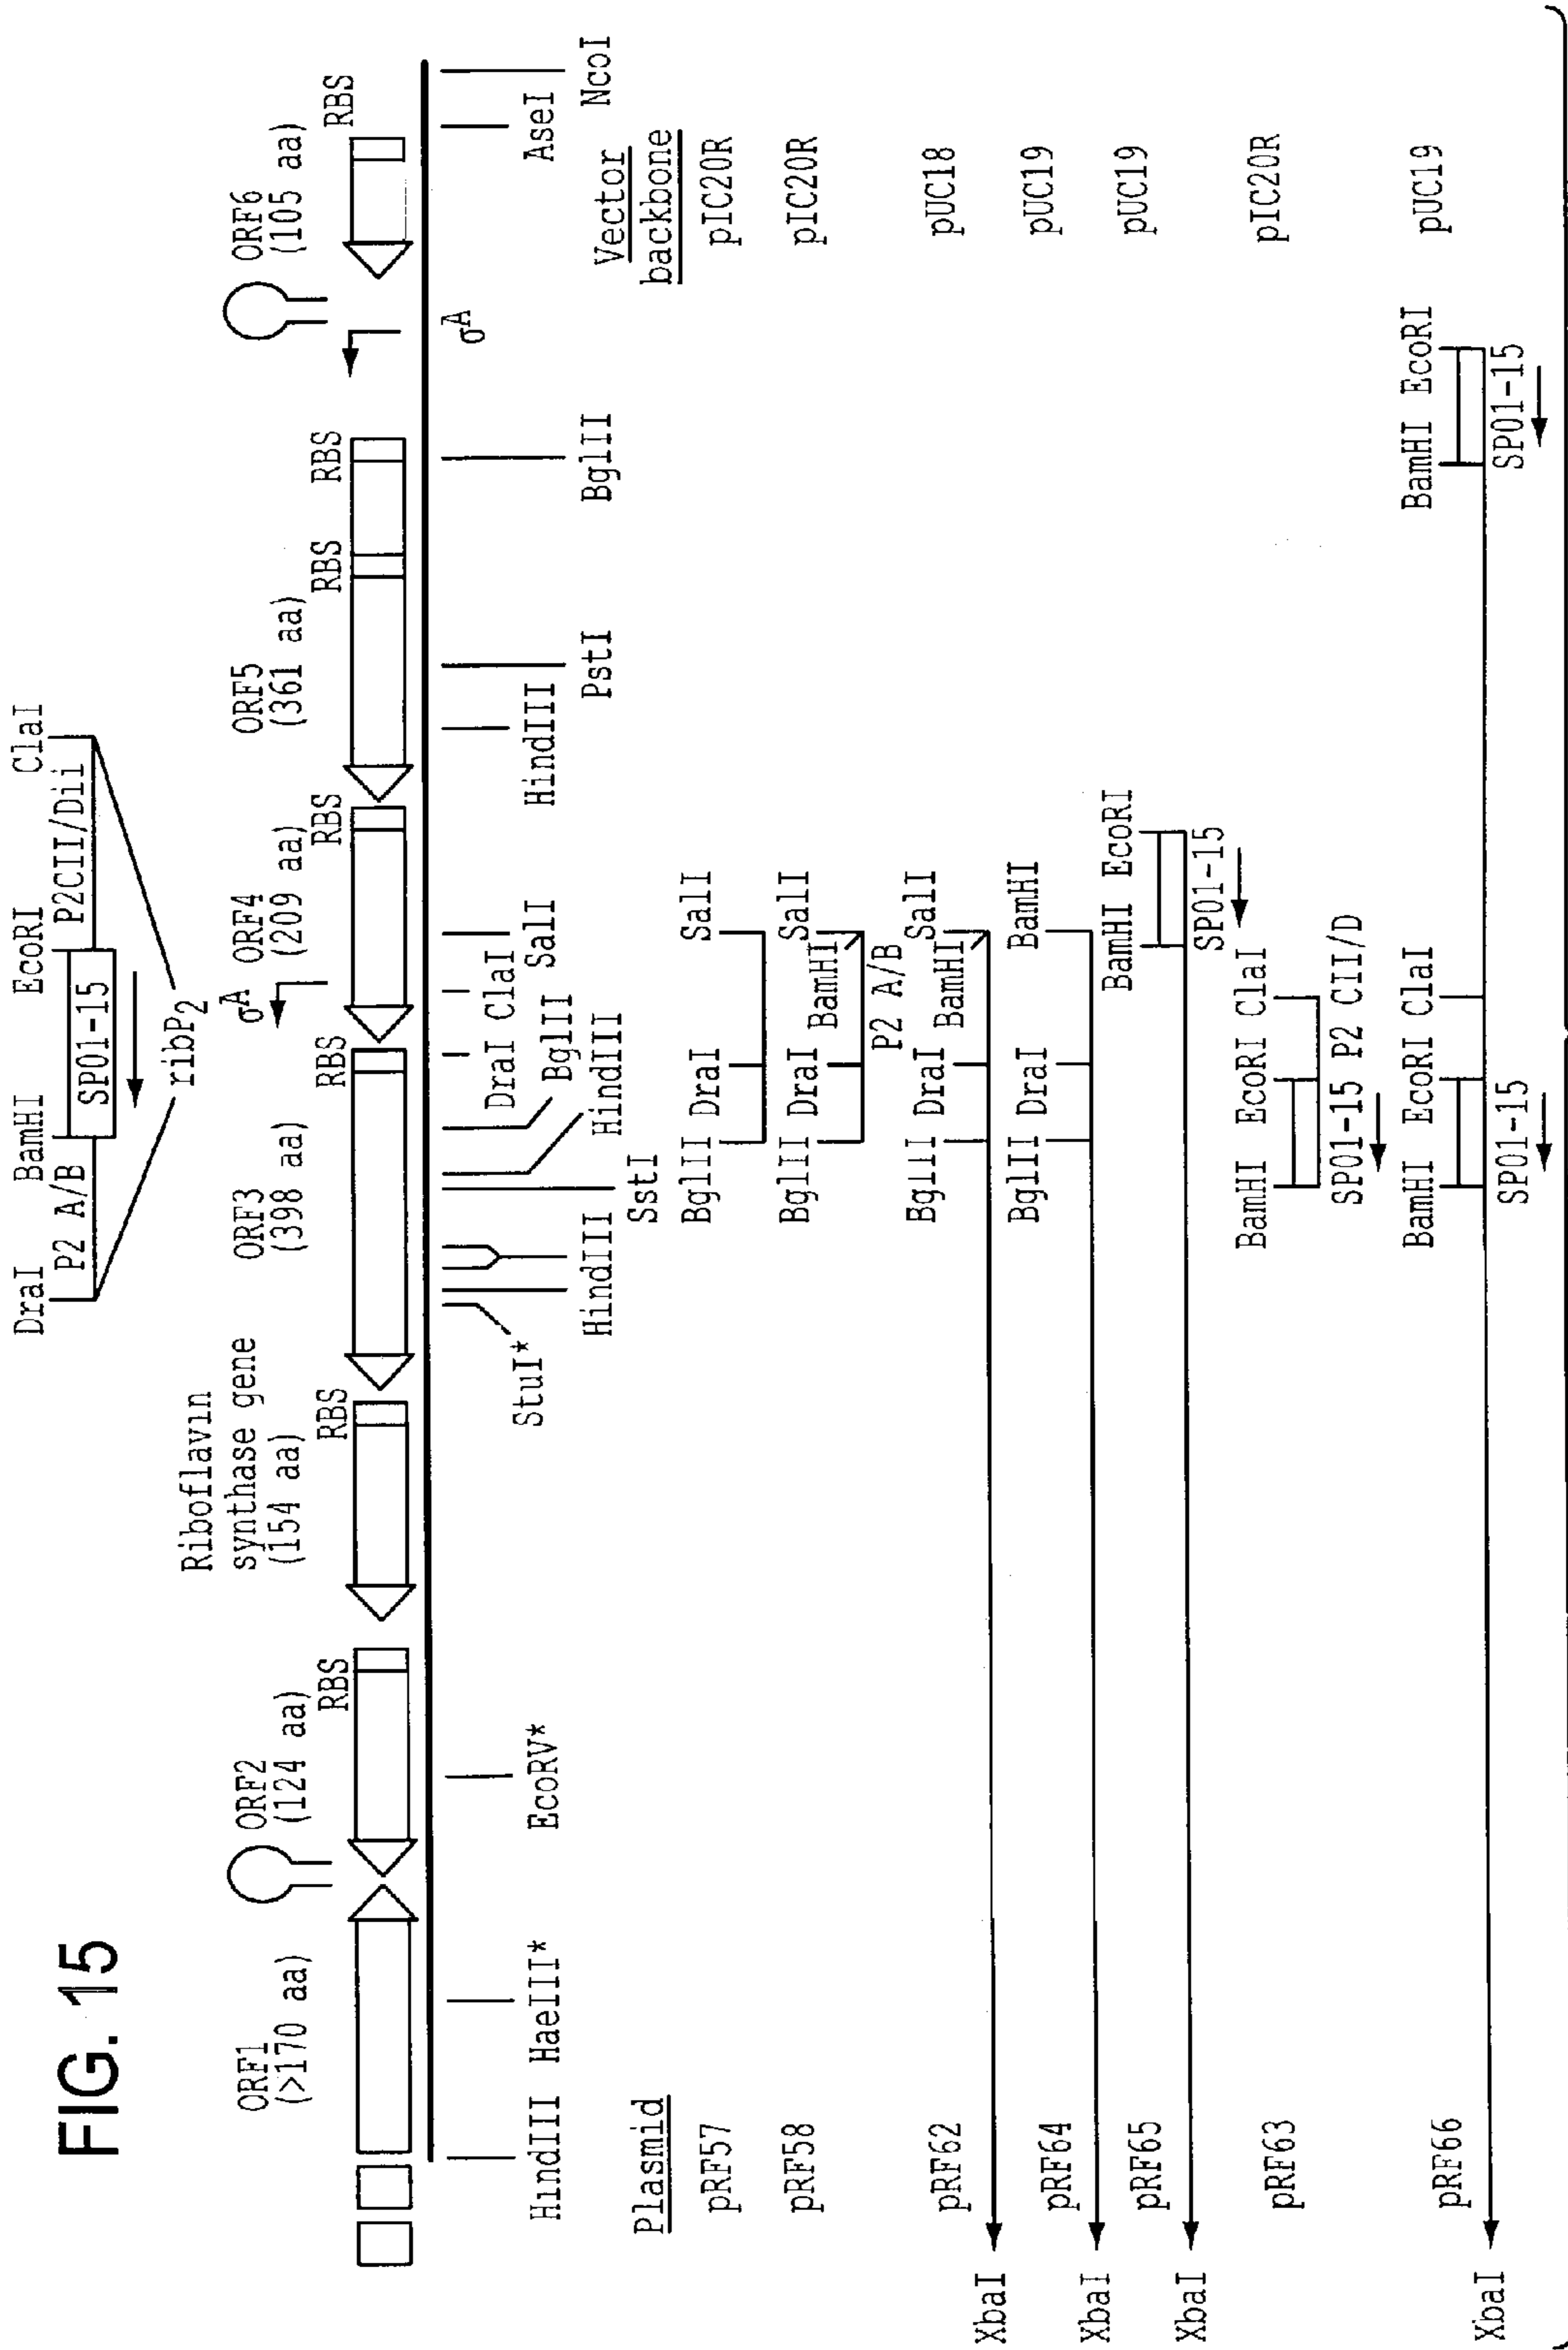 FIG. 15
DraI BamHI EcoRI ClaI
P2 A/B SP01-15 P2CII/Dii
ribP2
ORF1
(>170 aa)
ORF2
(124 aa)
RBS
Riboflavin
synthase gene
(154 aa)
RBS
ORF3
(398 aa)
RBS
σA
ORF4
(209 aa)
RBS
ORF5
(361 aa)
RBS
RBS
σA
ORF6
(105 aa)
RBS
HindIII HaeIII*
EcoRV*
StuI*
HindIII
SstI
HindIII
BglII
DraI ClaI
SalI
HindIII
PstI
BglII
AseI
NcoI
Plasmid
Vector
backbone
pRF57
BglII DraI SalI
pIC20R
pRF58
BglII DraI BamHI SalI
P2 A/B
pIC20R
pRF62
BglII DraI BamHI SalI
XbaI
pUC18
pRF64
BglII DraI BamHI
XbaI
pUC19
pRF65
BamHI EcoRI
XbaI
SP01-15
pUC19
pRF63
BamHI EcoRI ClaI
SP01-15 P2 CII/D
pIC20R
pRF66
BamHI EcoRI ClaI
BamHI EcoRI
XbaI
SP01-15
SP01-15
pUC19